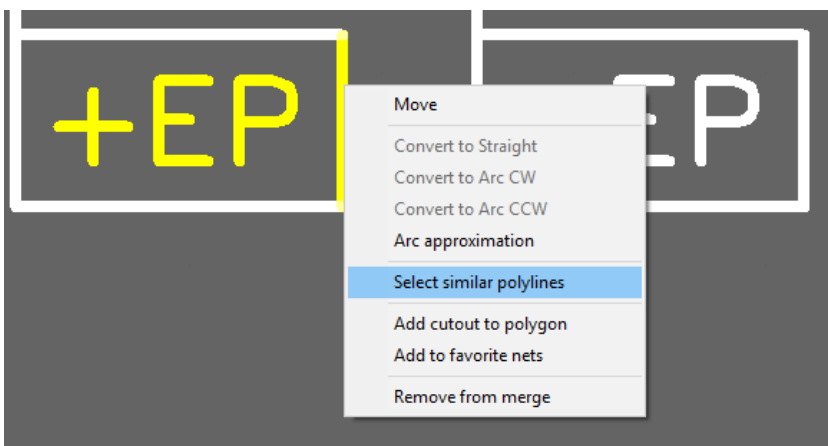 +EP
EP
Move
Convert to Straight
Convert to Arc CW
Convert to Arc CCW
Arc approximation
Select similar polylines
Add cutout to polygon
Add to favorite nets
Remove from merge